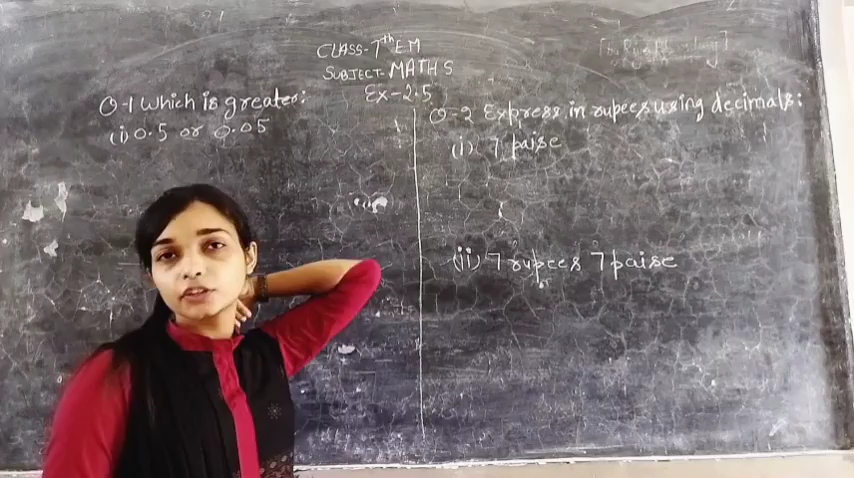 CLASS-7th EM
SUBJECT-MATHS
Ex-2.5
Q-1 Which is greater:
(i) 0.5 or 0.05
Q-2 Express in rupees using decimals:
(i) 7 paise
(ii) 7 rupees 7 paise